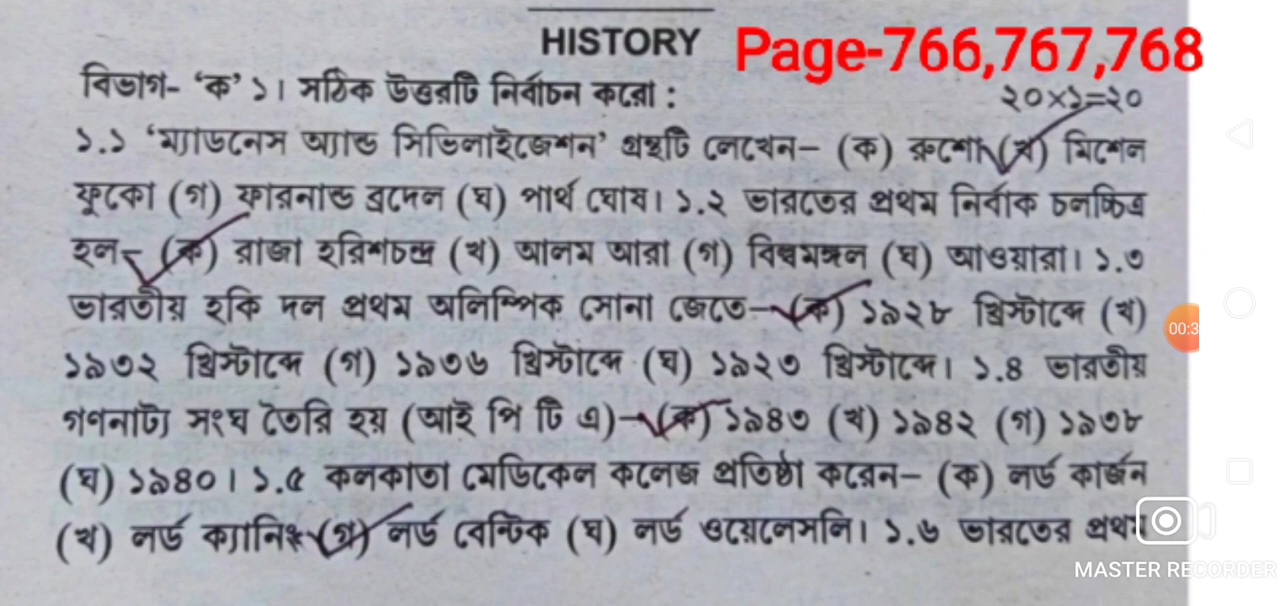 HISTORY
Page-766,767,768
বিভাগ- ‘ক’ ১। সঠিক উত্তরটি নির্বাচন করো :
২০×১=২০
১.১ ‘ম্যাডনেস অ্যান্ড সিভিলাইজেশন’ গ্রন্থটি লেখেন– (ক) রুশো (খ) মিশেল
ফুকো (গ) ফারনান্ড ব্রদেল (ঘ) পার্থ ঘোষ। ১.২ ভারতের প্রথম নির্বাক চলচ্চিত্র
হল– (ক) রাজা হরিশচন্দ্র (খ) আলম আরা (গ) বিল্বমঙ্গল (ঘ) আওয়ারা। ১.৩
ভারতীয় হকি দল প্রথম অলিম্পিক সোনা জেতে– (ক) ১৯২৮ খ্রিস্টাব্দে (খ)
১৯৩২ খ্রিস্টাব্দে (গ) ১৯৩৬ খ্রিস্টাব্দে (ঘ) ১৯২৩ খ্রিস্টাব্দে। ১.৪ ভারতীয়
গণনাট্য সংঘ তৈরি হয় (আই পি টি এ)– (ক) ১৯৪৩ (খ) ১৯৪২ (গ) ১৯৩৮
(ঘ) ১৯৪০। ১.৫ কলকাতা মেডিকেল কলেজ প্রতিষ্ঠা করেন– (ক) লর্ড কার্জন
(খ) লর্ড ক্যানিং (গ) লর্ড বেন্টিক (ঘ) লর্ড ওয়েলেসলি। ১.৬ ভারতের প্রথম
00:3
MASTER RECORDER